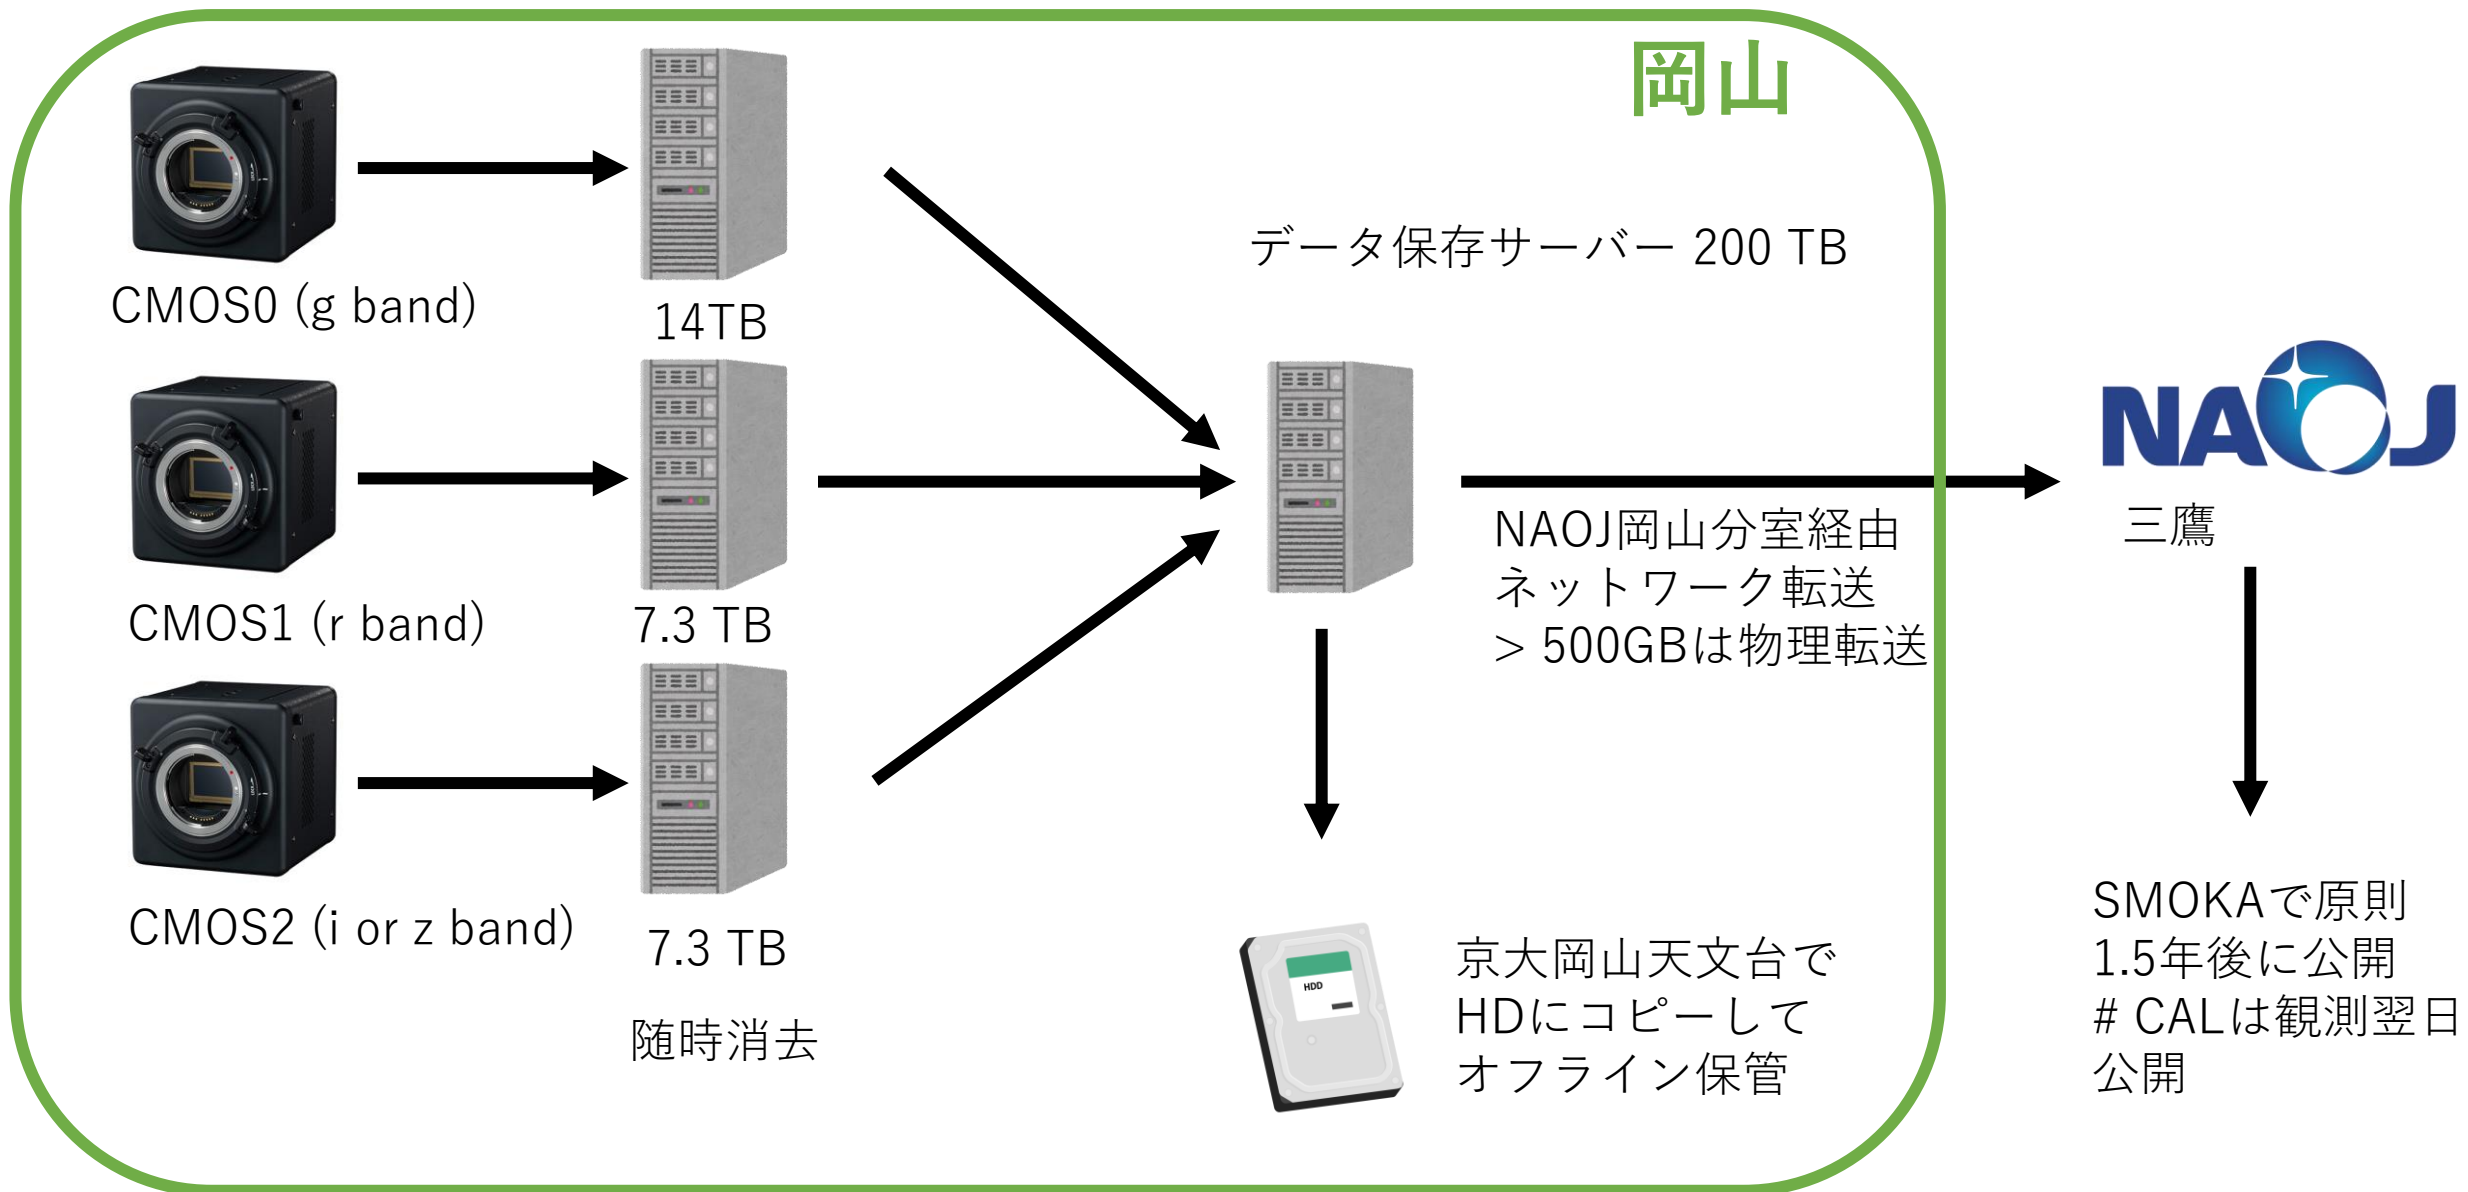 岡山
CMOS0 (g band)
14TB
データ保存サーバー 200 TB
CMOS1 (r band)
7.3 TB
NAOJ岡山分室経由
ネットワーク転送
> 500GBは物理転送
NAOJ
三鷹
CMOS2 (i or z band)
7.3 TB
随時消去
HDD
京大岡山天文台で
HDにコピーして
オフライン保管
SMOKAで原則
1.5年後に公開
# CALは観測翌日
公開